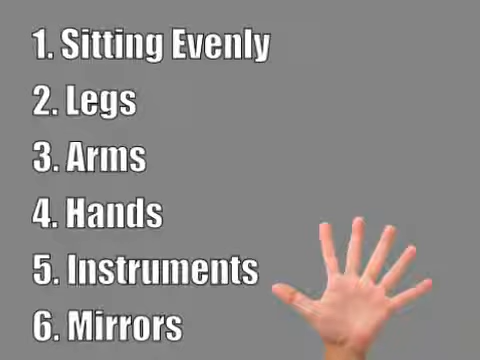 1. Sitting Evenly
2. Legs
3. Arms
4. Hands
5. Instruments
6. Mirrors